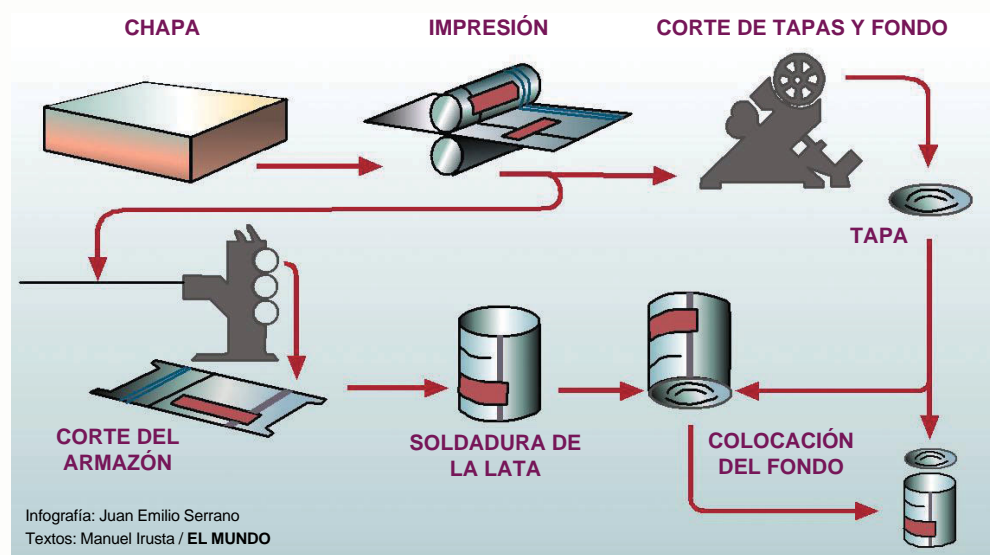 CHAPA
IMPRESIÓN
CORTE DE TAPAS Y FONDO
TAPA
CORTE DEL
ARMAZÓN
SOLDADURA DE
LA LATA
COLOCACIÓN
DEL FONDO
Infografía: Juan Emilio Serrano
Textos: Manuel Irusta / EL MUNDO